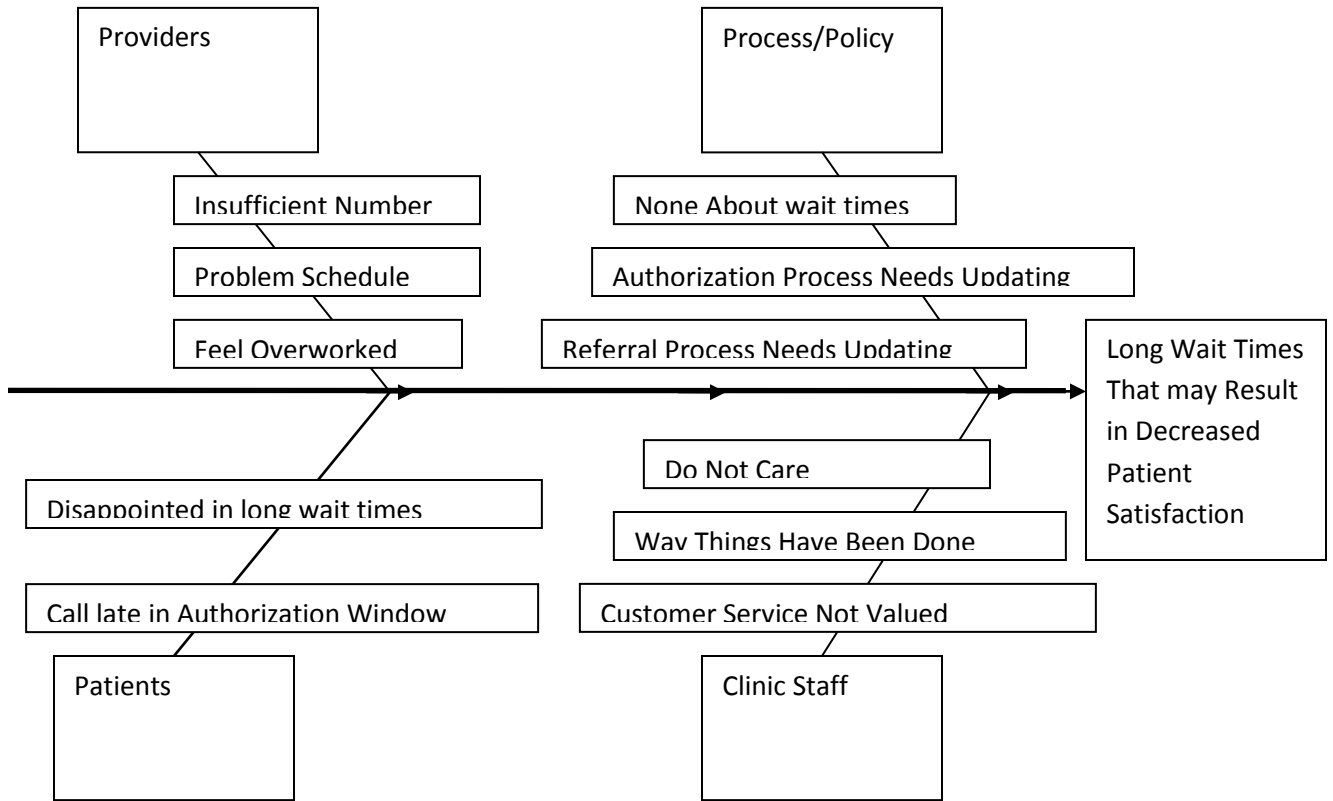 Providers
Process/Policy
Insufficient Number
None About wait times
Problem Schedule
Authorization Process Needs Updating
Feel Overworked
Referral Process Needs Updating
Long Wait Times
That may Result
in Decreased
Patient
Satisfaction
Do Not Care
Disappointed in long wait times
Way Things Have Been Done
Call late in Authorization Window
Customer Service Not Valued
Patients
Clinic Staff